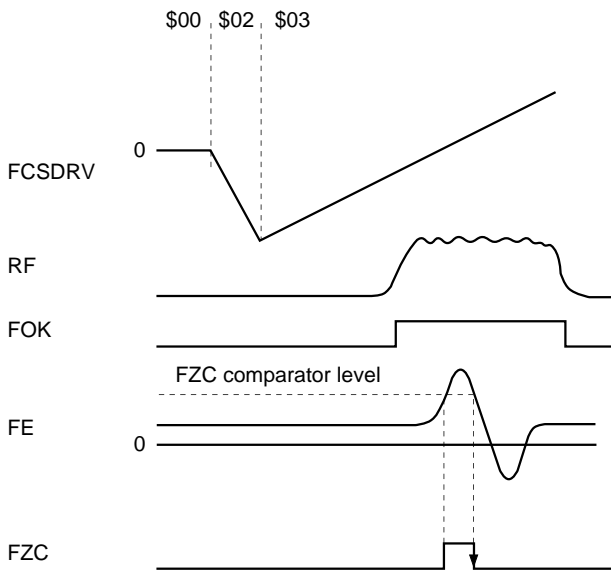 $00 $02 $03
0
FCSDRV
RF
FOK
FZC comparator level
FE
0
FZC